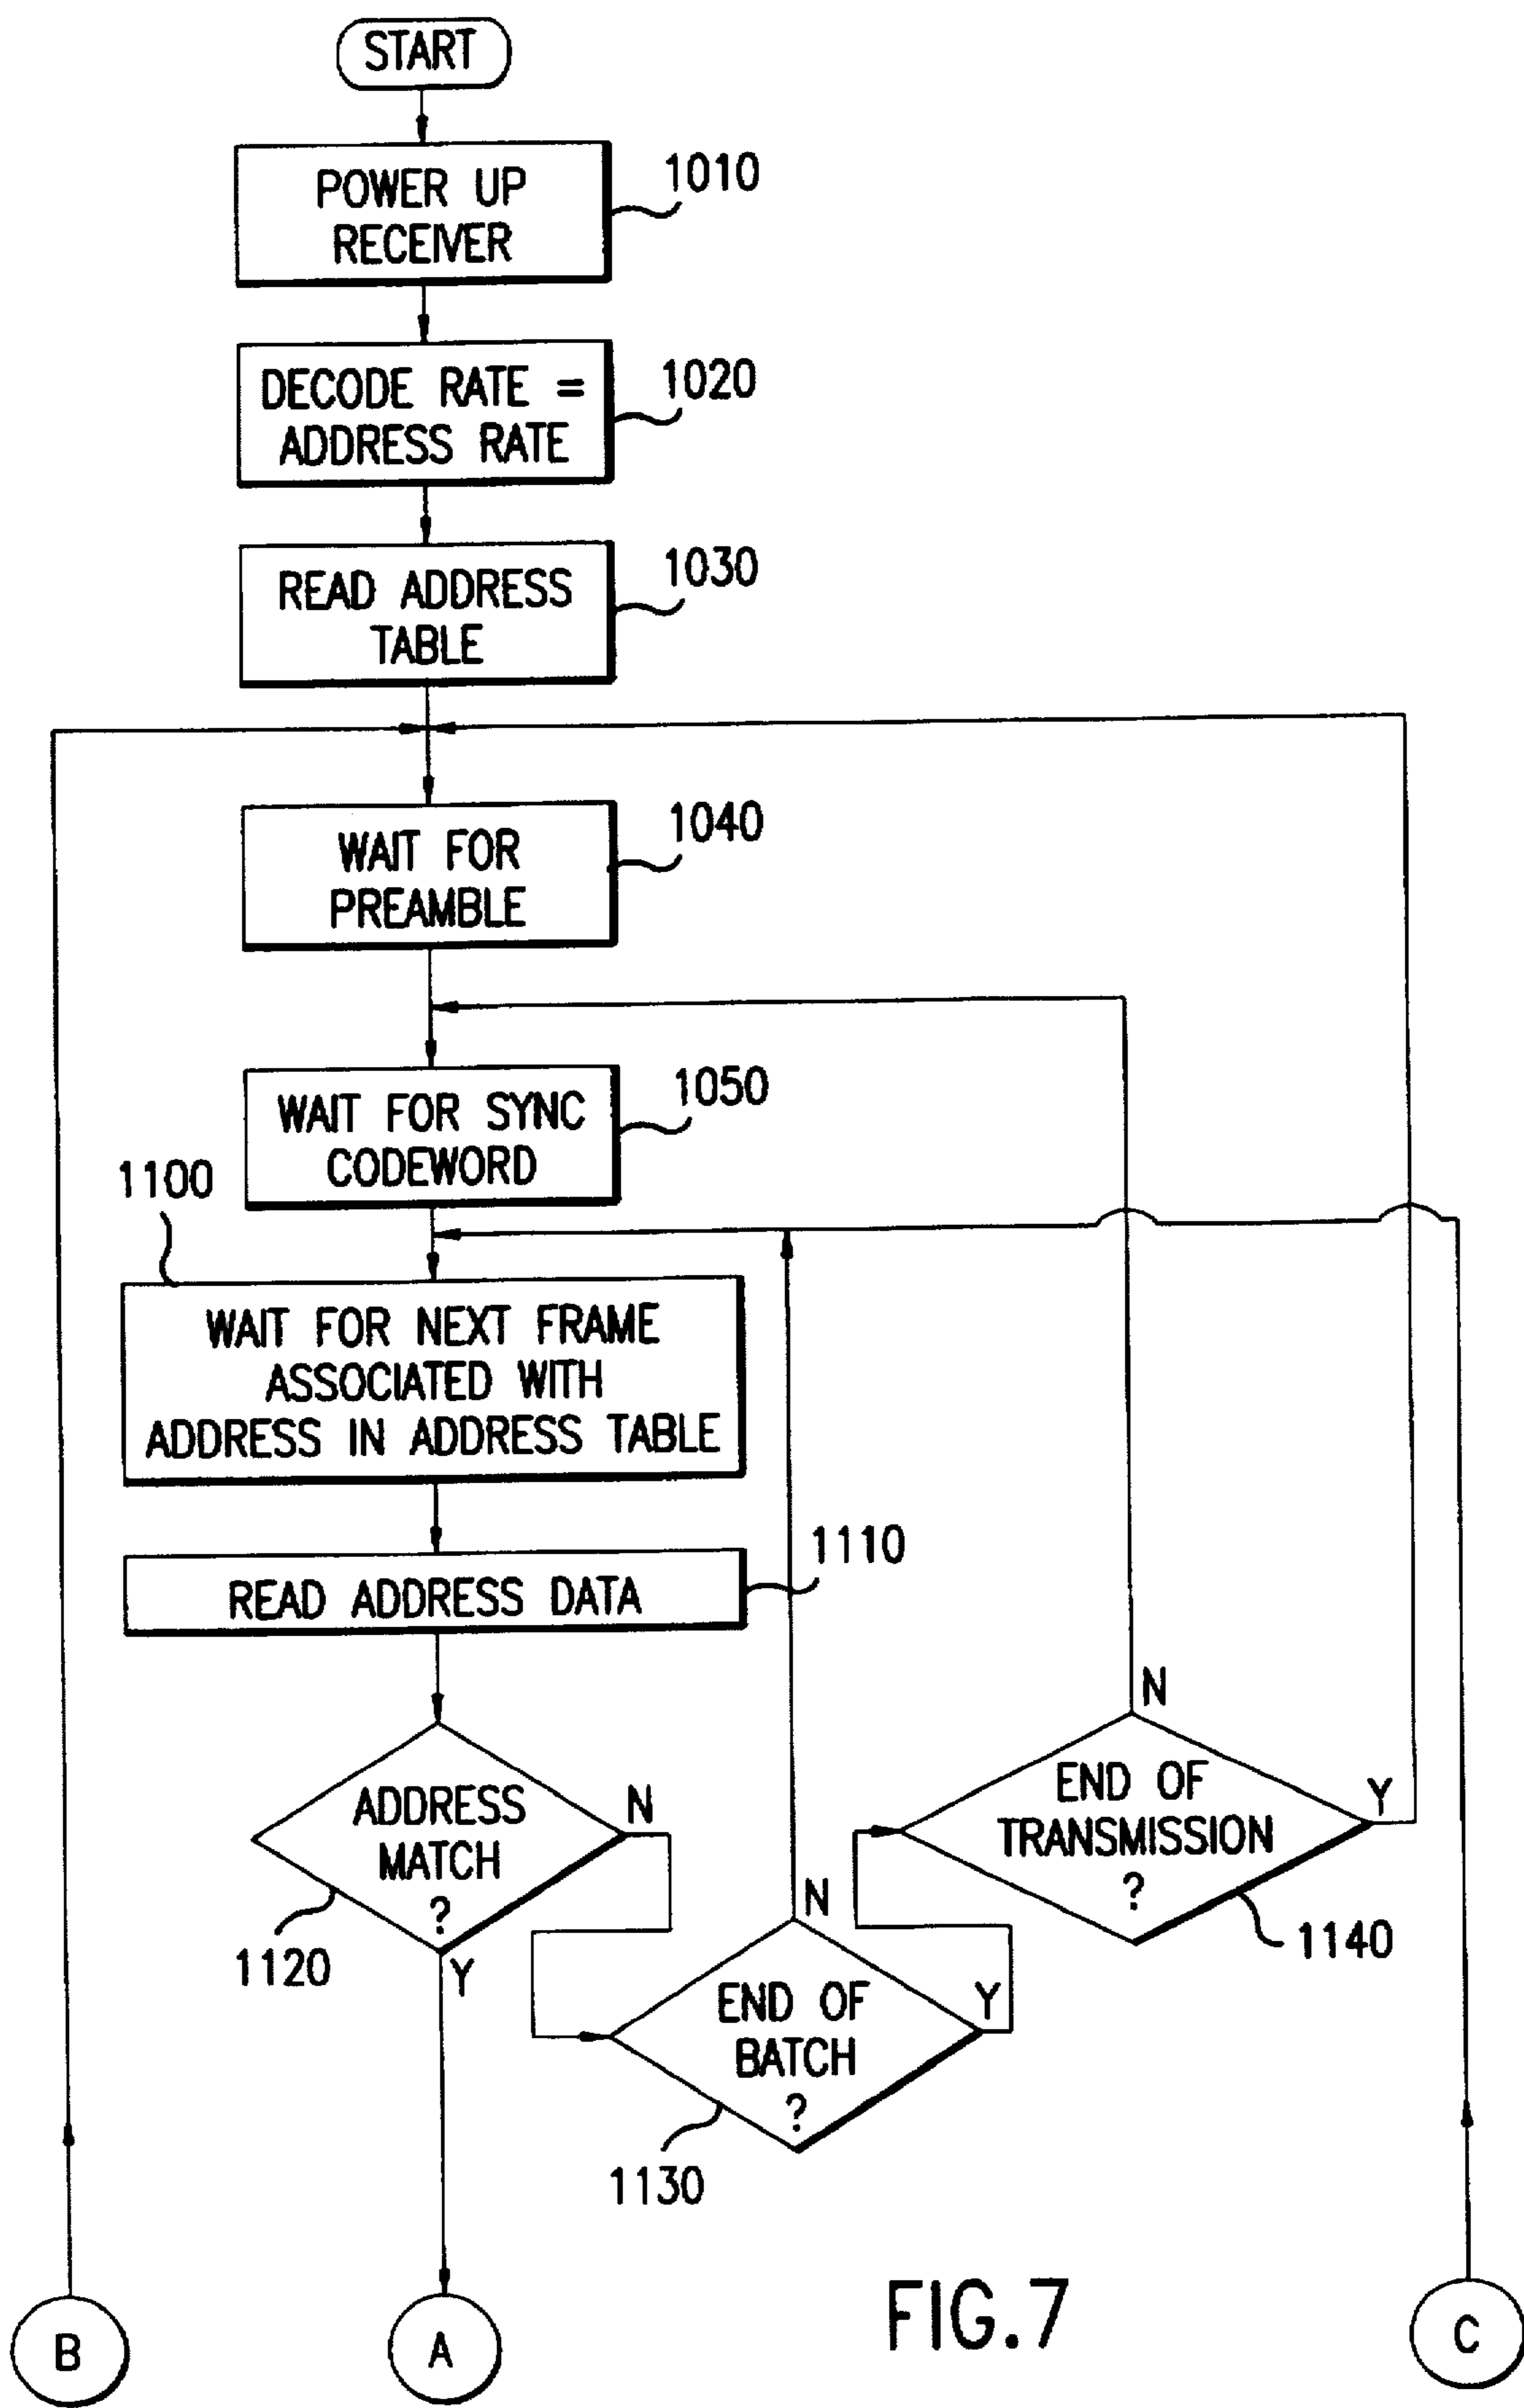 START
POWER UP
RECEIVER
1010
DECODE RATE =
ADDRESS RATE
1020
READ ADDRESS
TABLE
1030
WAIT FOR
PREAMBLE
1040
WAIT FOR SYNC
CODEWORD
1050
1100
WAIT FOR NEXT FRAME
ASSOCIATED WITH
ADDRESS IN ADDRESS TABLE
READ ADDRESS DATA
1110
ADDRESS
MATCH
?
N
Y
1120
END OF
BATCH
?
N
Y
1130
END OF
TRANSMISSION
?
N
Y
1140
B
A
FIG.7
C